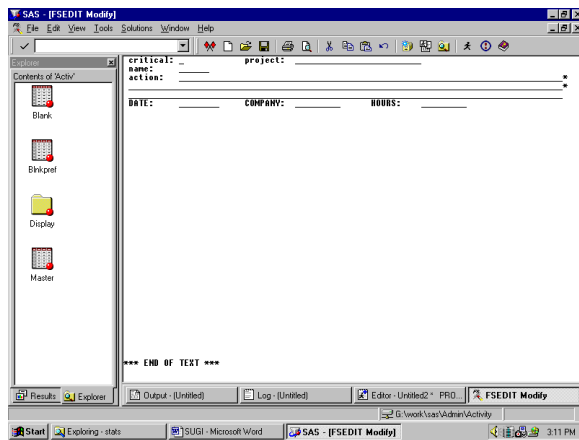 SAS - [FSEDIT Modify]
File Edit View Tools Solutions Window Help
Explorer
Contents of 'Activ'
Blank
Blnkpref
Display
Master
critical: _ project:
name:
action:
*
*
DATE: COMPANY: HOURS:
*** END OF TEXT ***
Results Explorer Output - (Untitled) Log - (Untitled) Editor - Untitled2 * PRO... FSEDIT Modify
G:\work\sas\Admin\Activity
Start Exploring - stats SUGI - Microsoft Word SAS - [FSEDIT Modify] 3:11 PM